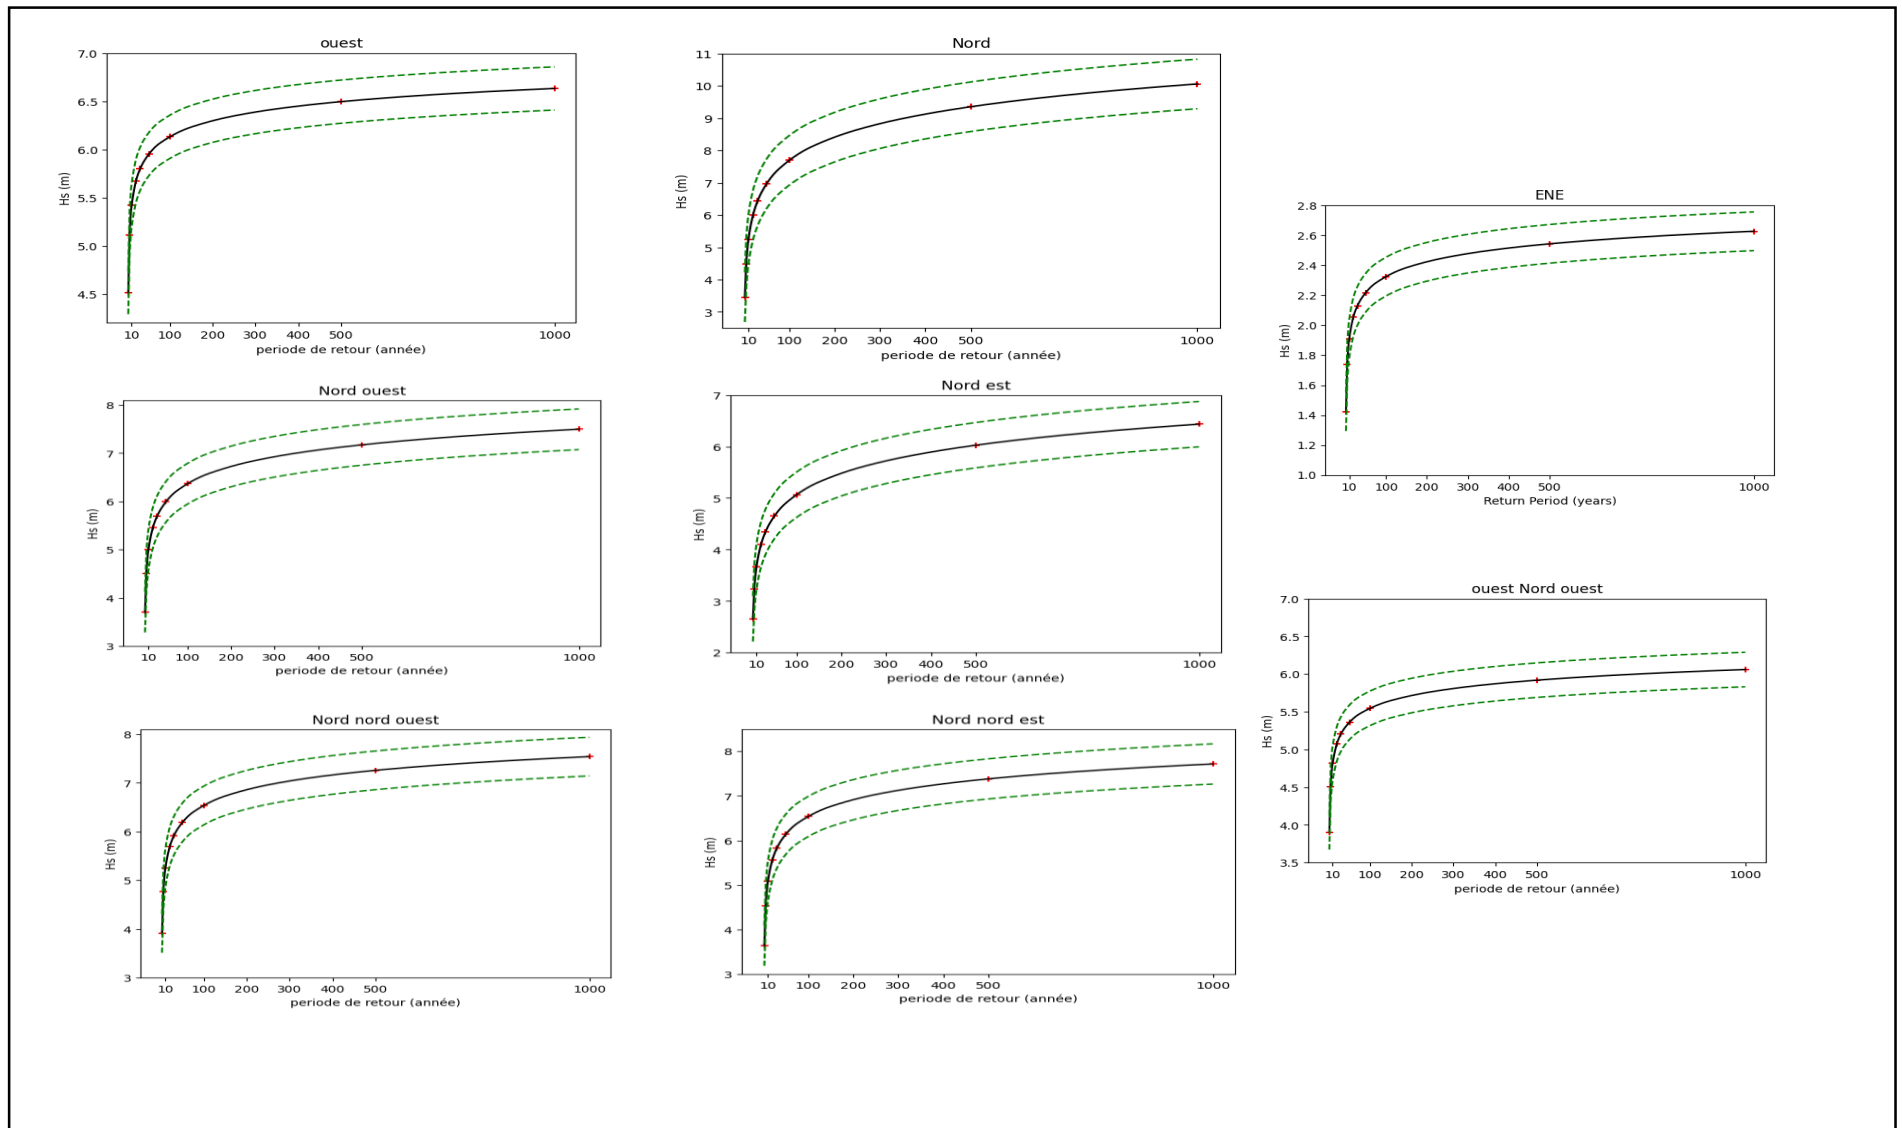 ouest
7.0
6.5
6.0
5.5
5.0
4.5
Hs (m)
10 100 200 300 400 500 1000
periode de retour (année)
Nord
11
10
9
8
7
6
5
4
3
Hs (m)
10 100 200 300 400 500 1000
periode de retour (année)
ENE
2.8
2.6
2.4
2.2
2.0
1.8
1.6
1.4
1.2
1.0
Hs (m)
10 100 200 300 400 500 1000
Return Period (years)
Nord ouest
8
7
6
5
4
3
Hs (m)
10 100 200 300 400 500 1000
periode de retour (année)
Nord est
7
6
5
4
3
2
Hs (m)
10 100 200 300 400 500 1000
periode de retour (année)
ouest Nord ouest
7.0
6.5
6.0
5.5
5.0
4.5
4.0
3.5
Hs (m)
10 100 200 300 400 500 1000
periode de retour (année)
Nord nord ouest
8
7
6
5
4
3
Hs (m)
10 100 200 300 400 500 1000
periode de retour (année)
Nord nord est
8
7
6
5
4
3
Hs (m)
10 100 200 300 400 500 1000
periode de retour (année)